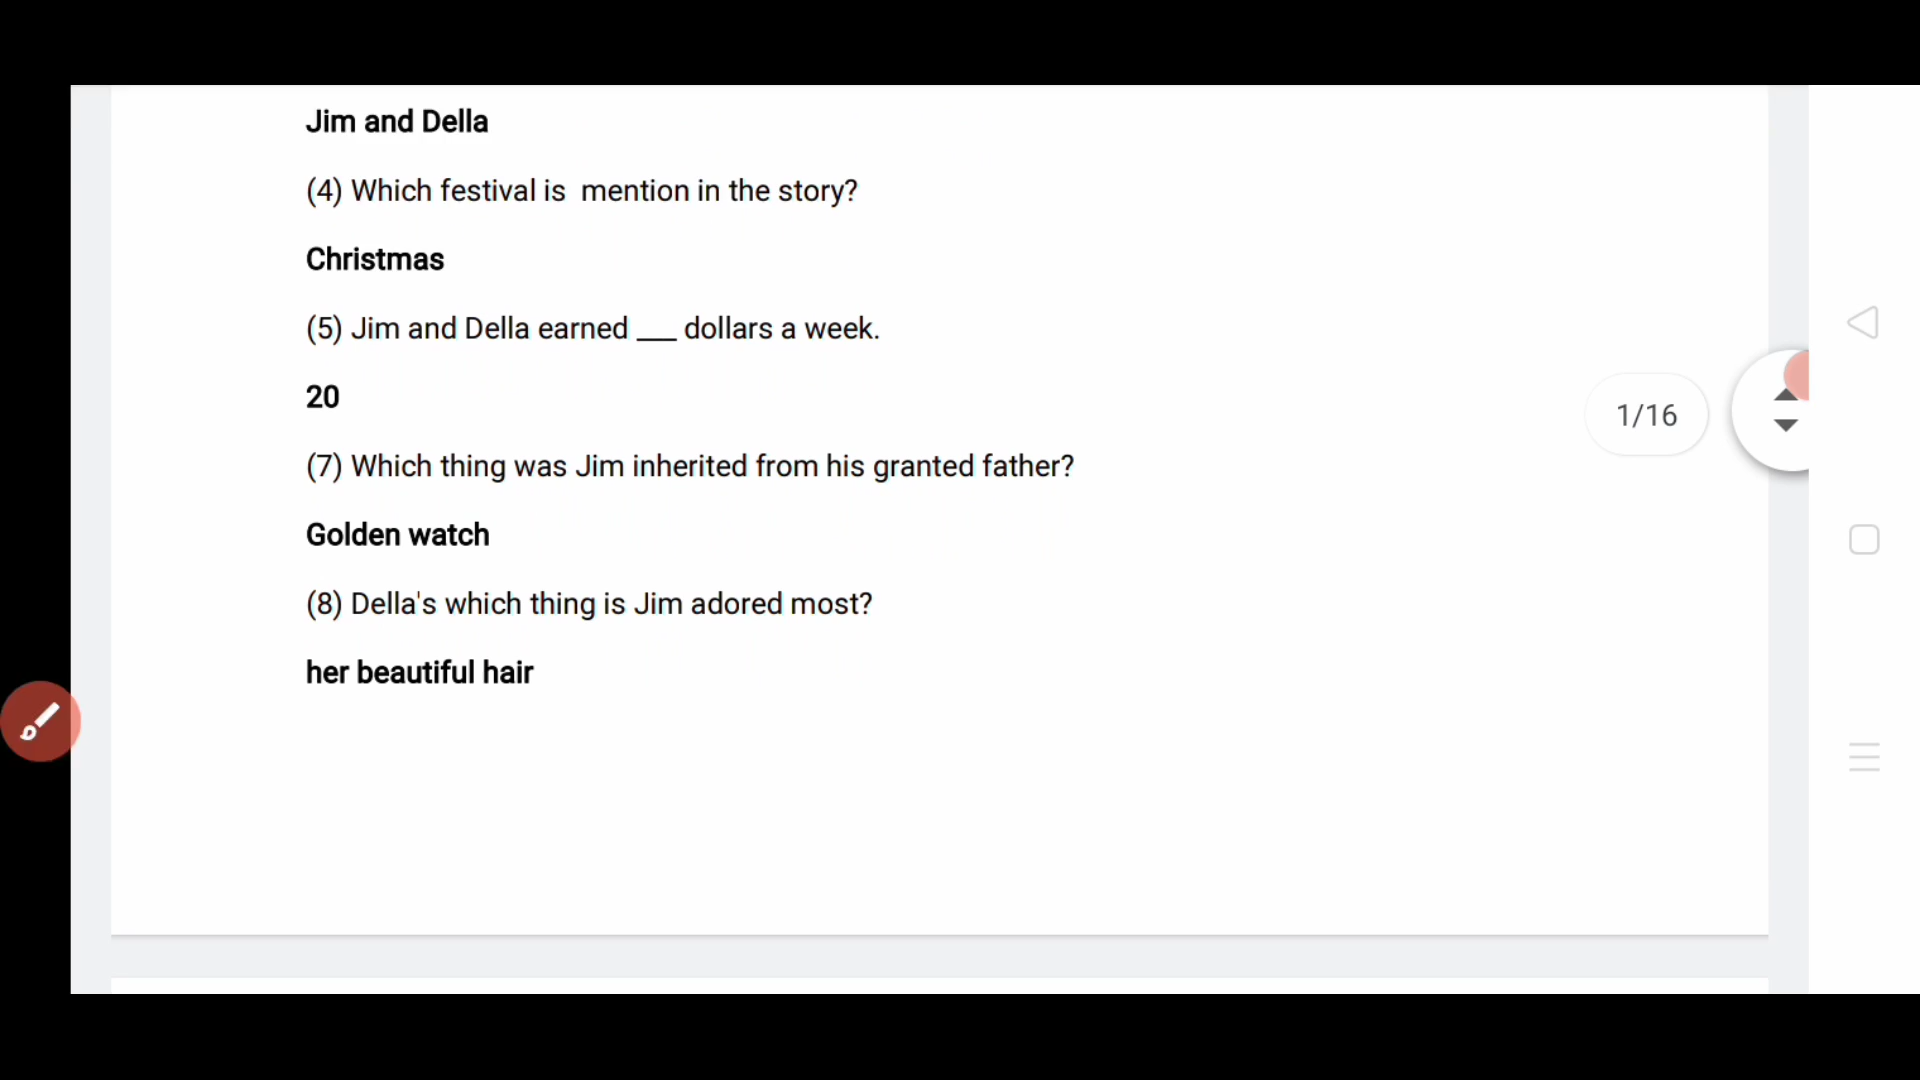 Jim and Della
(4) Which festival is  mention in the story?
Christmas
(5) Jim and Della earned ___ dollars a week.
20
1/16
(7) Which thing was Jim inherited from his granted father?
Golden watch
(8) Della's which thing is Jim adored most?
her beautiful hair